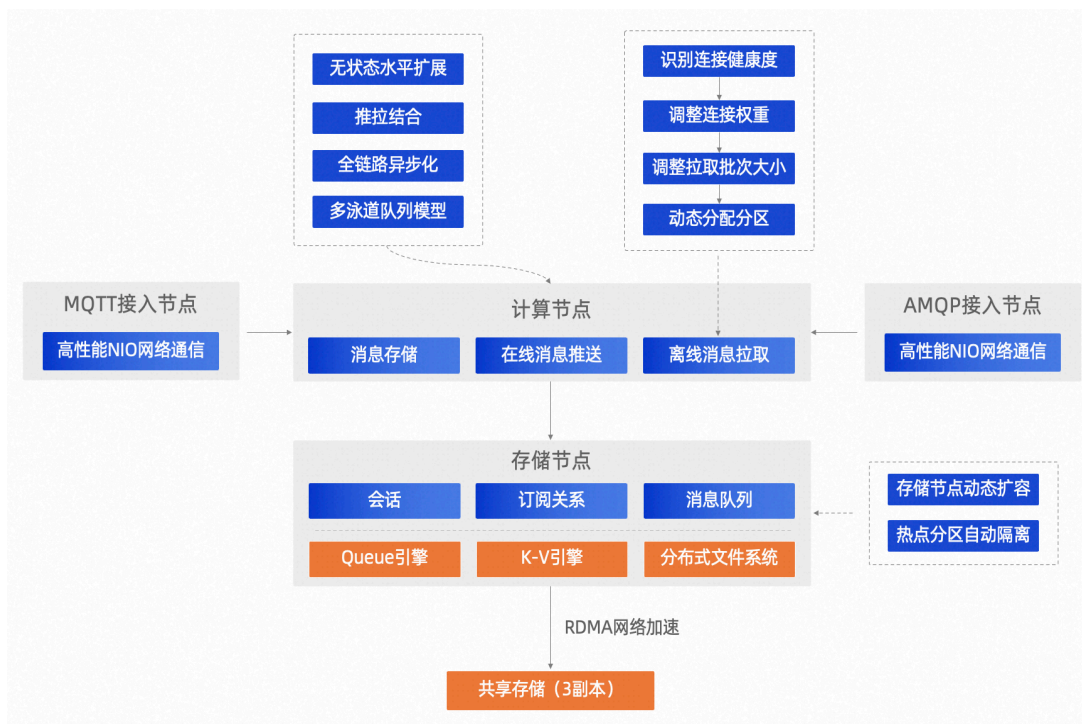 无状态水平扩展
推拉结合
全链路异步化
多泳道队列模型
识别连接健康度
调整连接权重
调整拉取批次大小
动态分配分区
MQTT接入节点
高性能NIO网络通信
计算节点
消息存储
在线消息推送
离线消息拉取
AMQP接入节点
高性能NIO网络通信
存储节点
会话
订阅关系
消息队列
Queue引擎
K-V引擎
分布式文件系统
存储节点动态扩容
热点分区自动隔离
RDMA网络加速
共享存储（3副本）